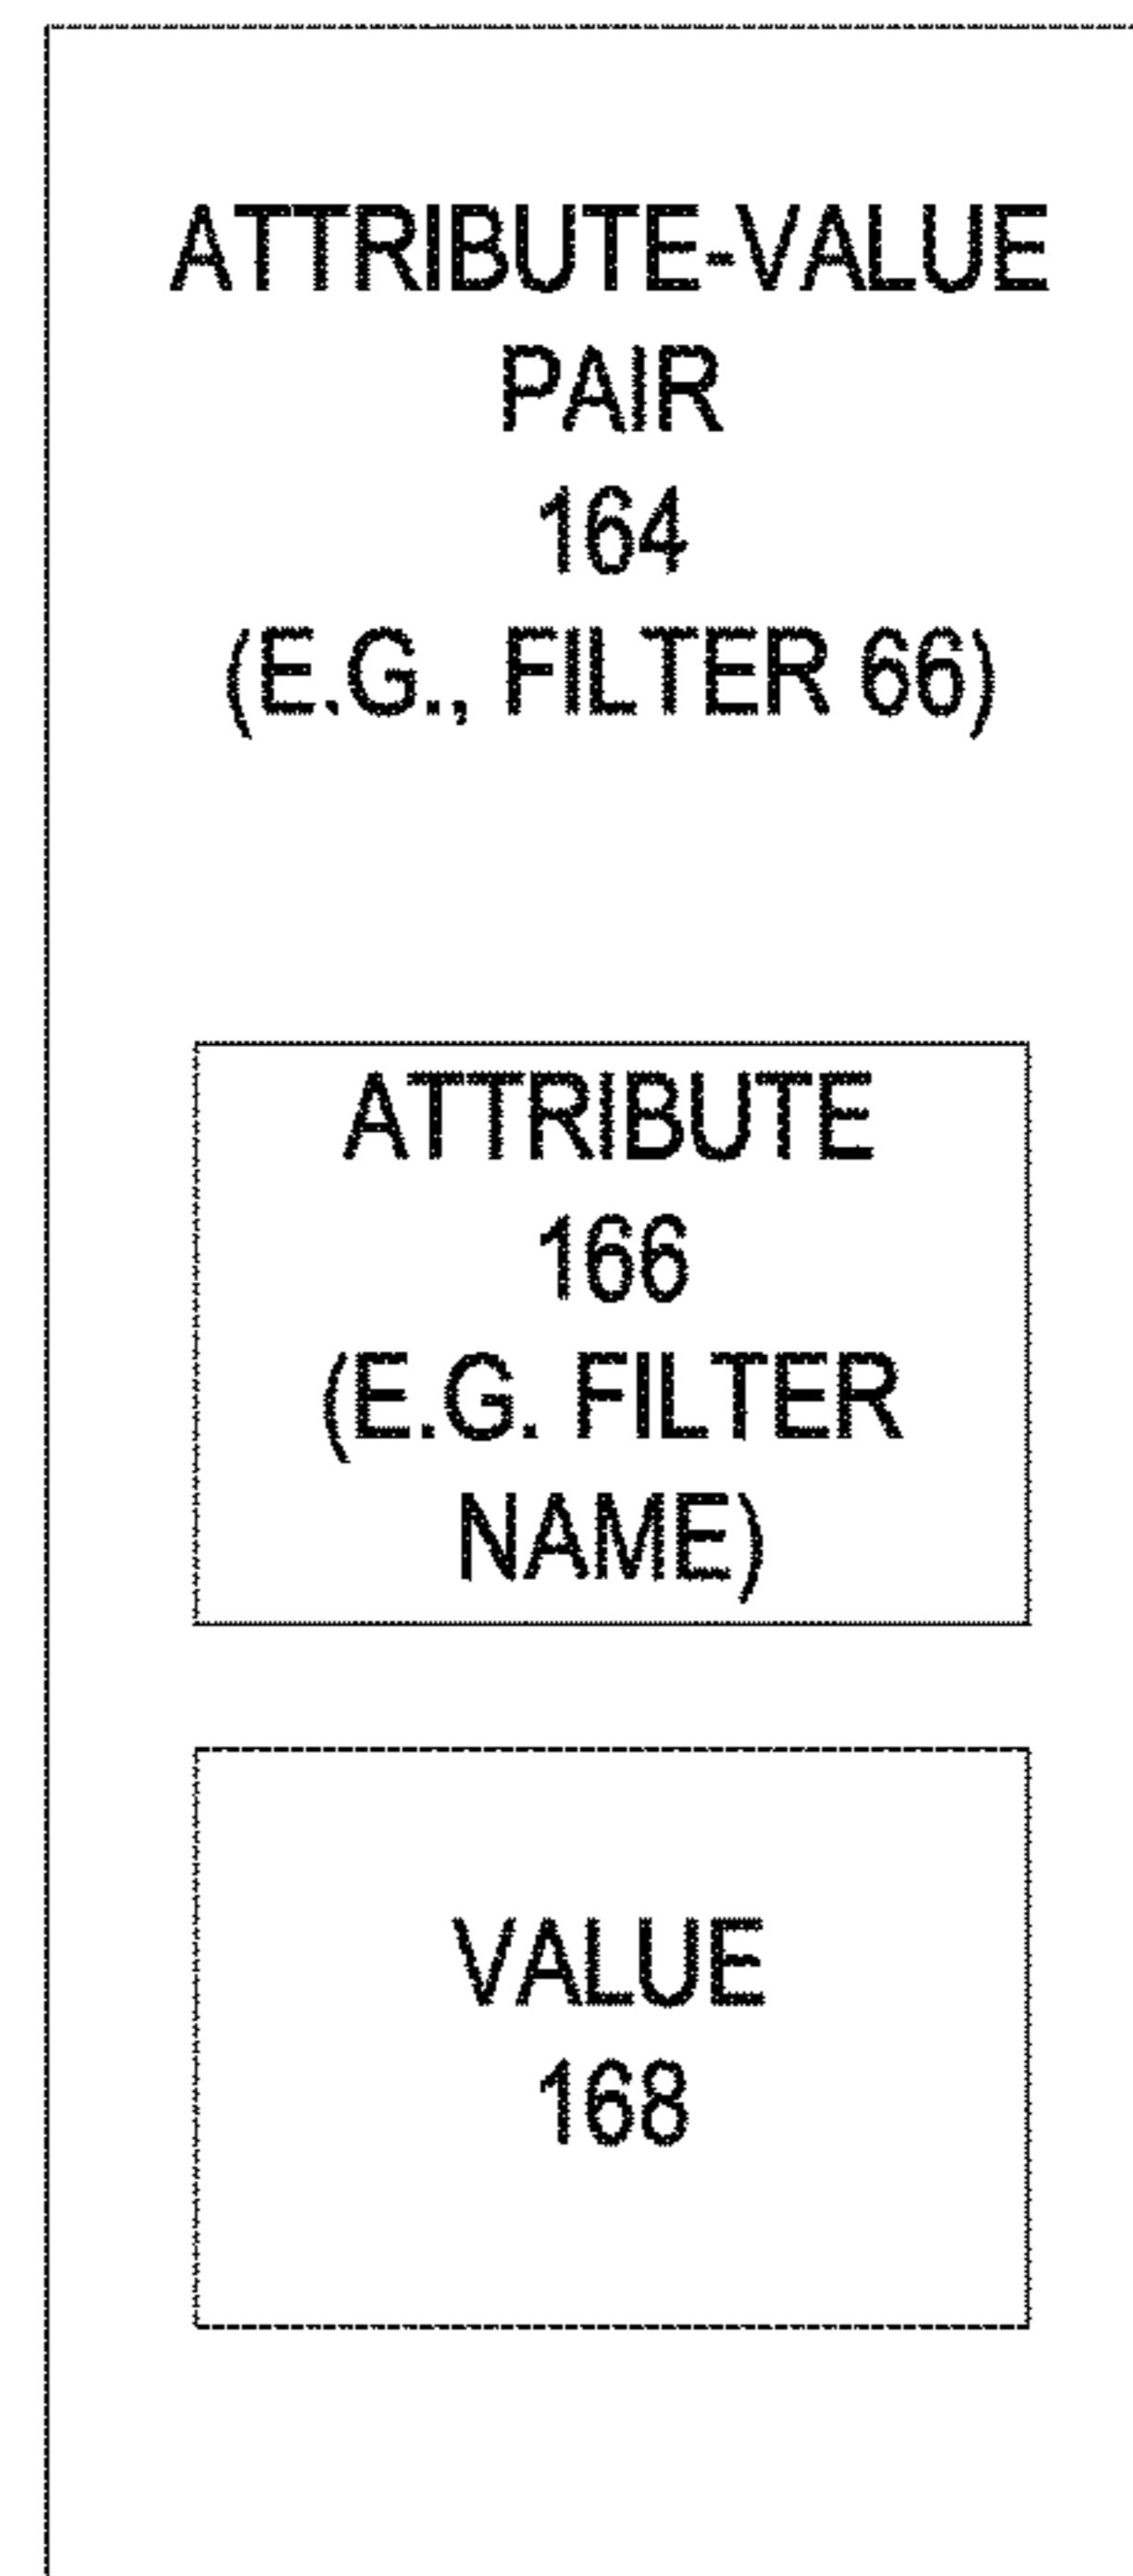 ATTRIBUTE-VALUE
PAIR
164
(E.G., FILTER 66)
ATTRIBUTE
166
(E.G. FILTER
NAME)
VALUE
168